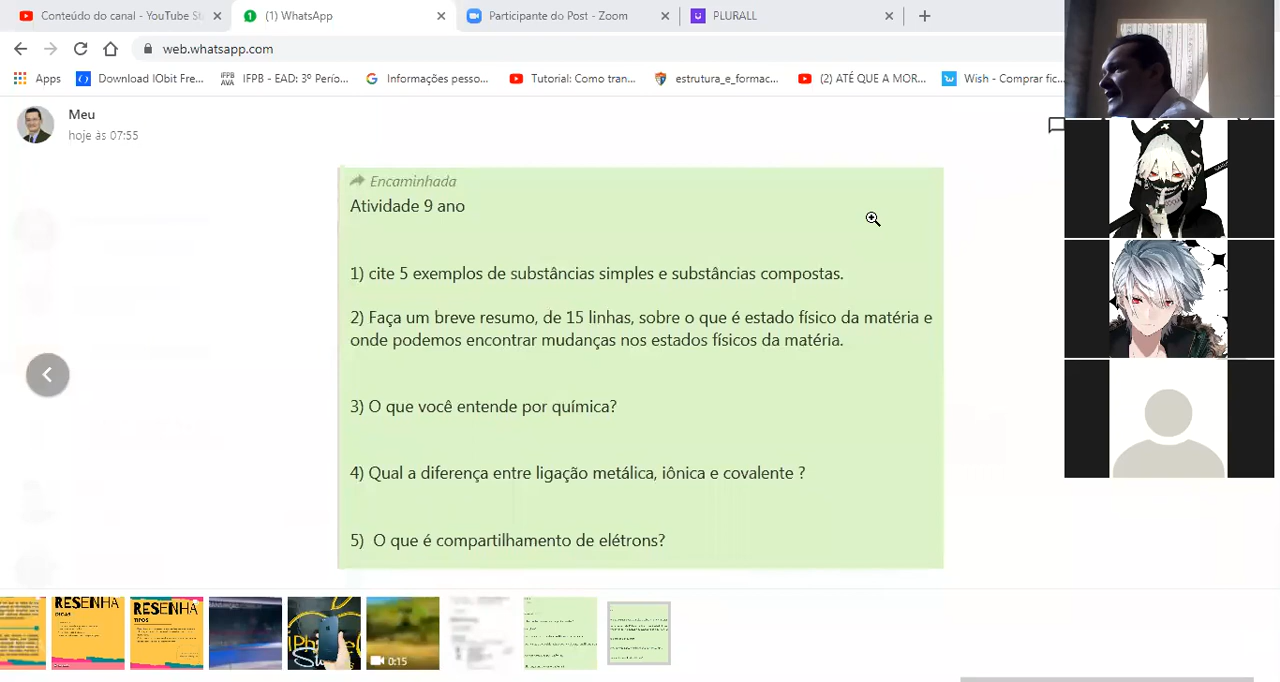 Conteúdo do canal - YouTube St
(1) WhatsApp
Participante do Post - Zoom
PLURALL
web.whatsapp.com
Apps
Download IObit Fre...
IFPB - EAD: 3º Perío...
Informações pesso...
Tutorial: Como tran...
estrutura_e_formac...
(2) ATÉ QUE A MOR...
Wish - Comprar fic...
Meu
hoje às 07:55
Encaminhada
Atividade 9 ano
1) cite 5 exemplos de substâncias simples e substâncias compostas.
2) Faça um breve resumo, de 15 linhas, sobre o que é estado físico da matéria e
onde podemos encontrar mudanças nos estados físicos da matéria.
3) O que você entende por química?
4) Qual a diferença entre ligação metálica, iônica e covalente ?
5) O que é compartilhamento de elétrons?
RESENHA
RESENHA
TIPOS
0:15